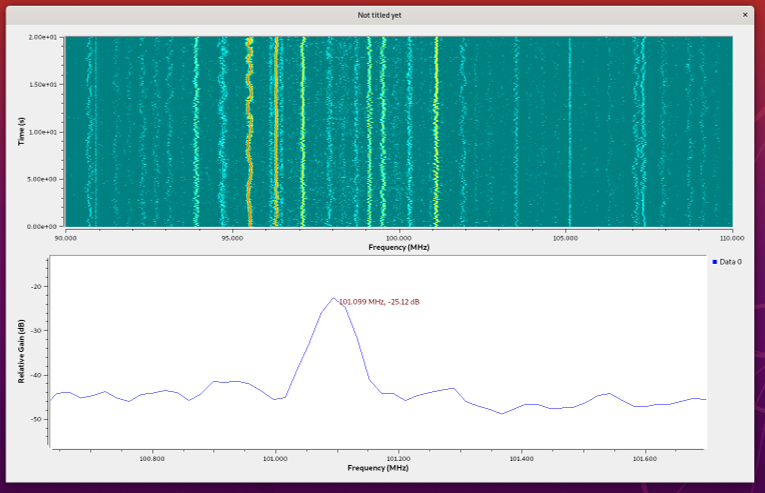 Not titled yet
×
2.00e+01
1.50e+01
1.00e+01
5.00e+00
0.00e+00
Time (s)
90.000 95.000 100.000 105.000 110.000
Frequency (MHz)
Data 0
-20
-30
-40
-50
Relative Gain (dB)
101.099 MHz, -25.12 dB
100.800 101.000 101.200 101.400 101.600
Frequency (MHz)